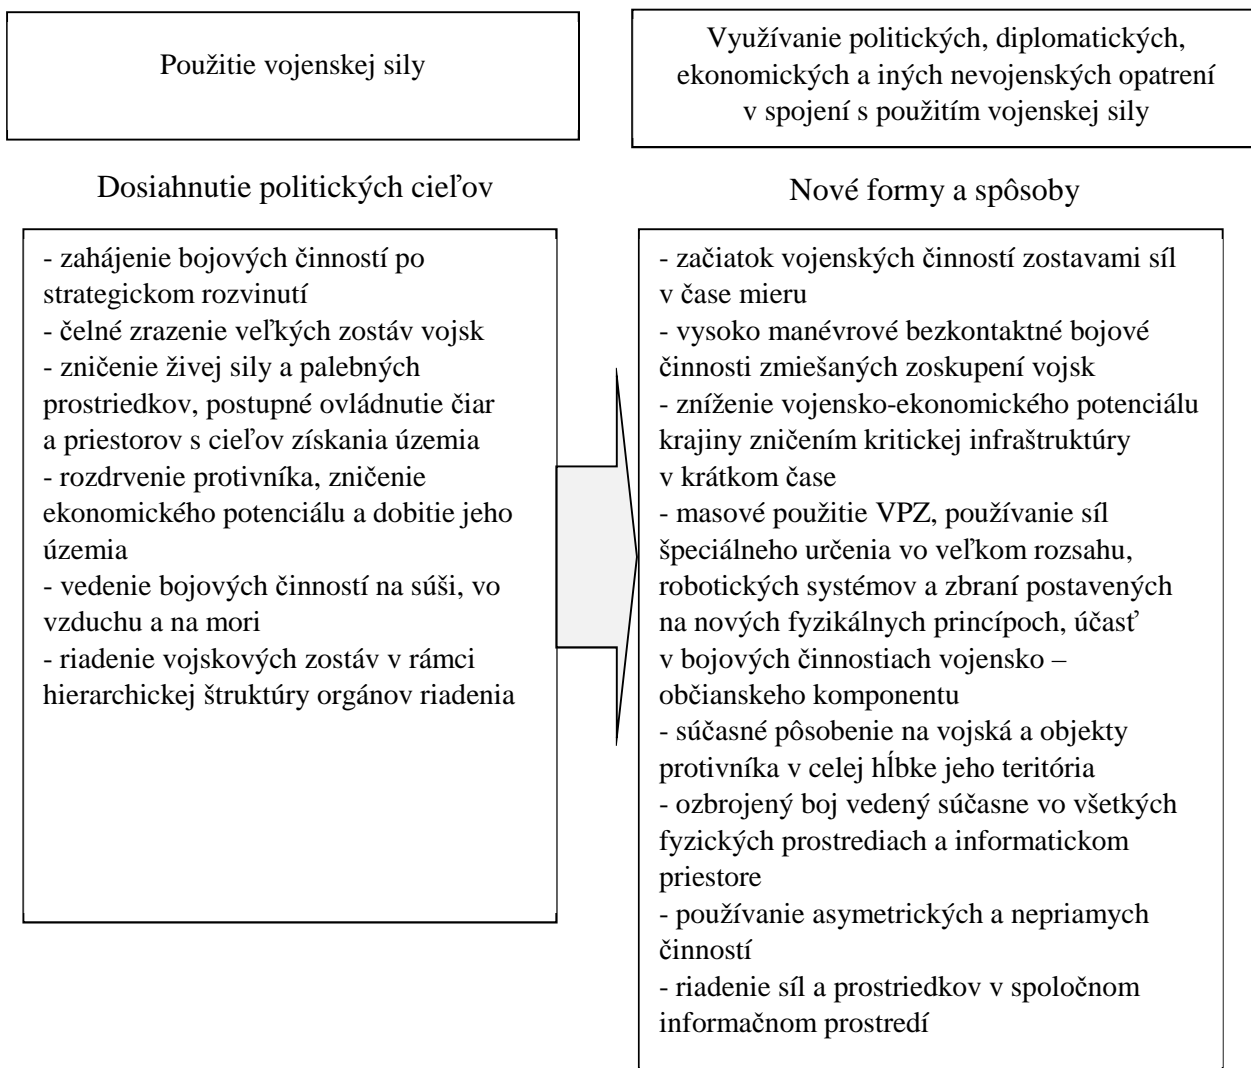 Použitie vojenskej sily
Využívanie politických, diplomatických,
ekonomických a iných nevojenských opatrení
v spojení s použitím vojenskej sily
Dosiahnutie politických cieľov
Nové formy a spôsoby
- zahájenie bojových činností po
strategickom rozvinutí
- čelné zrazenie veľkých zostáv vojsk
- zničenie živej sily a palebných
prostriedkov, postupné ovládnutie čiar
a priestorov s cieľov získania územia
- rozdrvenie protivníka, zničenie
ekonomického potenciálu a dobitie jeho
územia
- vedenie bojových činností na súši, vo
vzduchu a na mori
- riadenie vojskových zostáv v rámci
hierarchickej štruktúry orgánov riadenia
- začiatok vojenských činností zostavami síl
v čase mieru
- vysoko manévrové bezkontaktné bojové
činnosti zmiešaných zoskupení vojsk
- zníženie vojensko-ekonomického potenciálu
krajiny zničením kritickej infraštruktúry
v krátkom čase
- masové použitie VPZ, používanie síl
špeciálneho určenia vo veľkom rozsahu,
robotických systémov a zbraní postavených
na nových fyzikálnych princípoch, účasť
v bojových činnostiach vojensko –
občianskeho komponentu
- súčasné pôsobenie na vojská a objekty
protivníka v celej hĺbke jeho teritória
- ozbrojený boj vedený súčasne vo všetkých
fyzických prostrediach a informatickom
priestore
- používanie asymetrických a nepriamych
činností
- riadenie síl a prostriedkov v spoločnom
informačnom prostredí